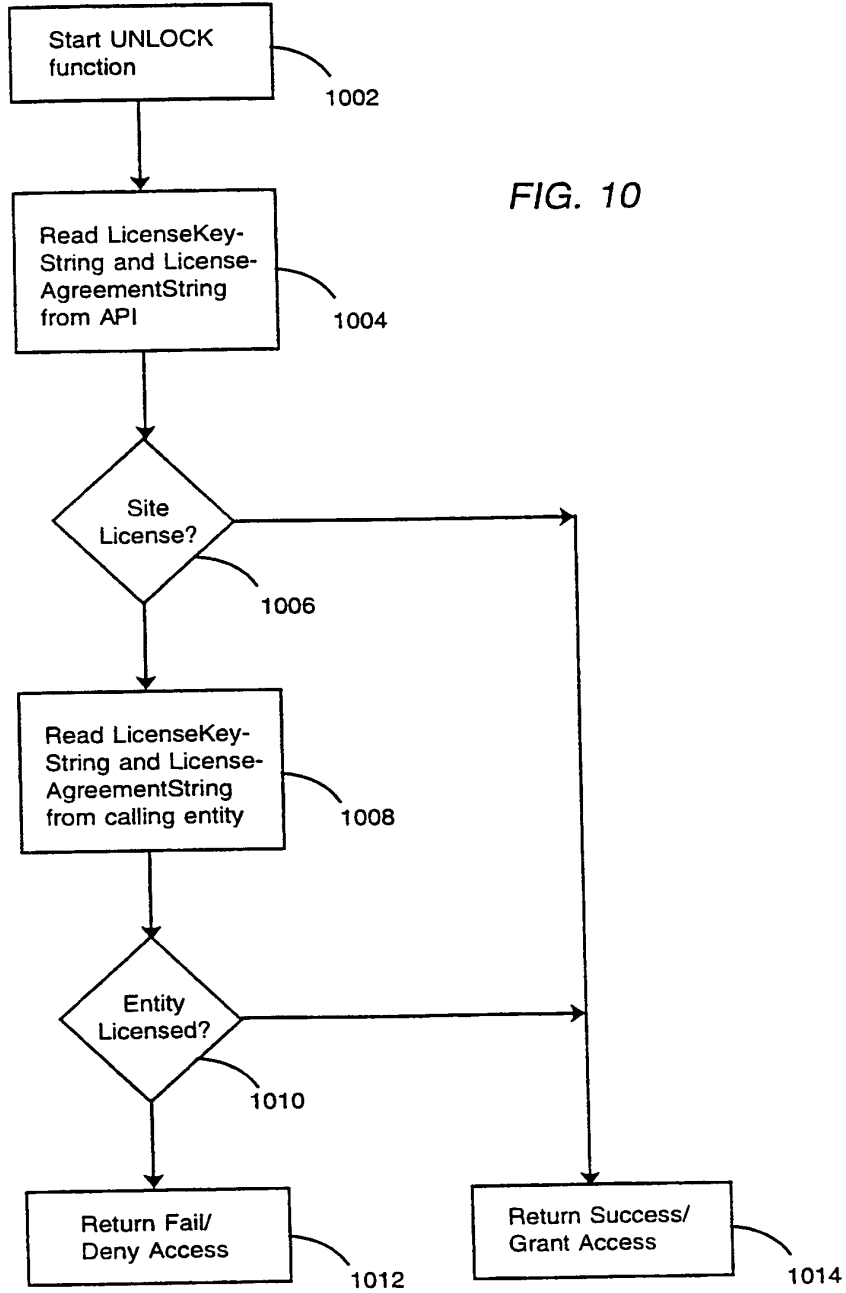 Start UNLOCK
function
1002
FIG. 10
Read LicenseKey-
String and License-
AgreementString
from API
1004
Site
License?
1006
Read LicenseKey-
String and License-
AgreementString
from calling entity
1008
Entity
Licensed?
1010
Return Fail/
Deny Access
1012
Return Success/
Grant Access
1014